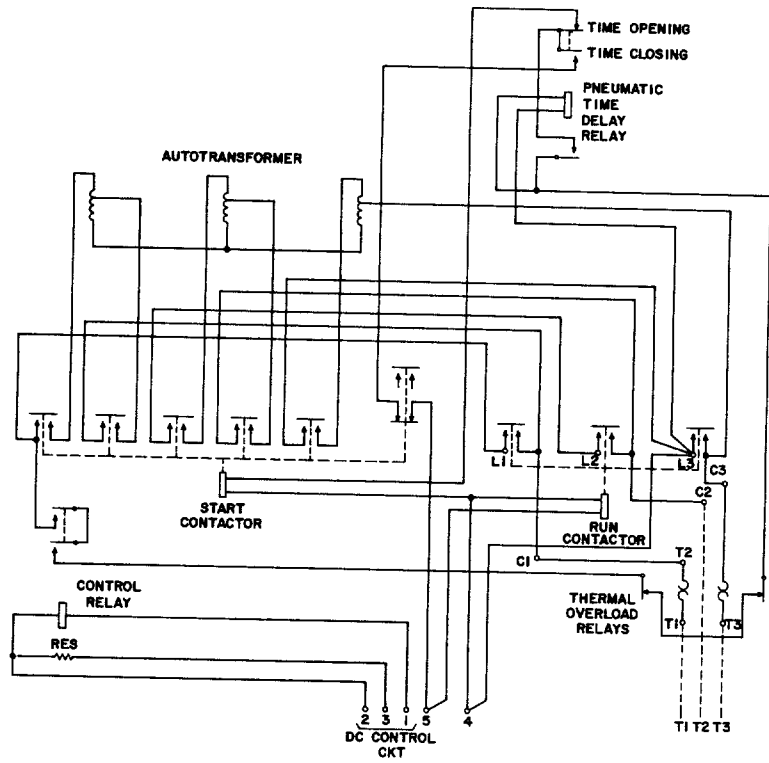 TIME OPENING
TIME CLOSING
PNEUMATIC
TIME
DELAY
RELAY
AUTOTRANSFORMER
L1
L2
L3
C3
C2
START
CONTACTOR
RUN
CONTACTOR
C1
T2
CONTROL
RELAY
THERMAL
OVERLOAD
RELAYS
T1
T3
RES
2
3
1
5
4
DC CONTROL
CKT
T1
T2
T3